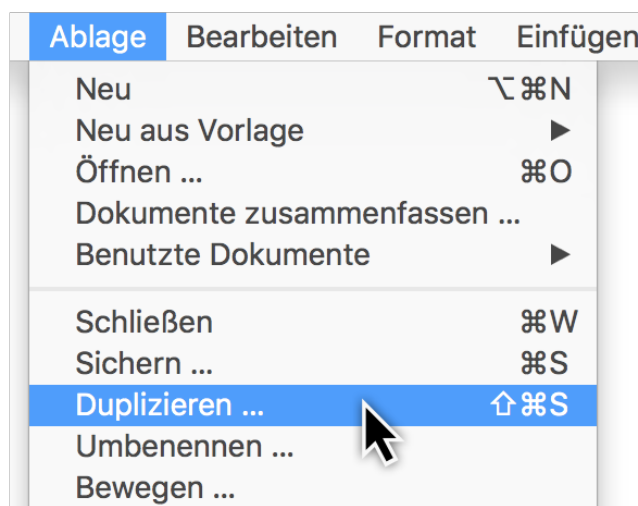 Ablage Bearbeiten Format Einfügen
Neu ⌥⌘N
Neu aus Vorlage ▶
Öffnen ... ⌘O
Dokumente zusammenfassen ...
Benutzte Dokumente ▶
Schließen ⌘W
Sichern ... ⌘S
Duplizieren ... ⇧⌘S
Umbenennen ...
Bewegen ...